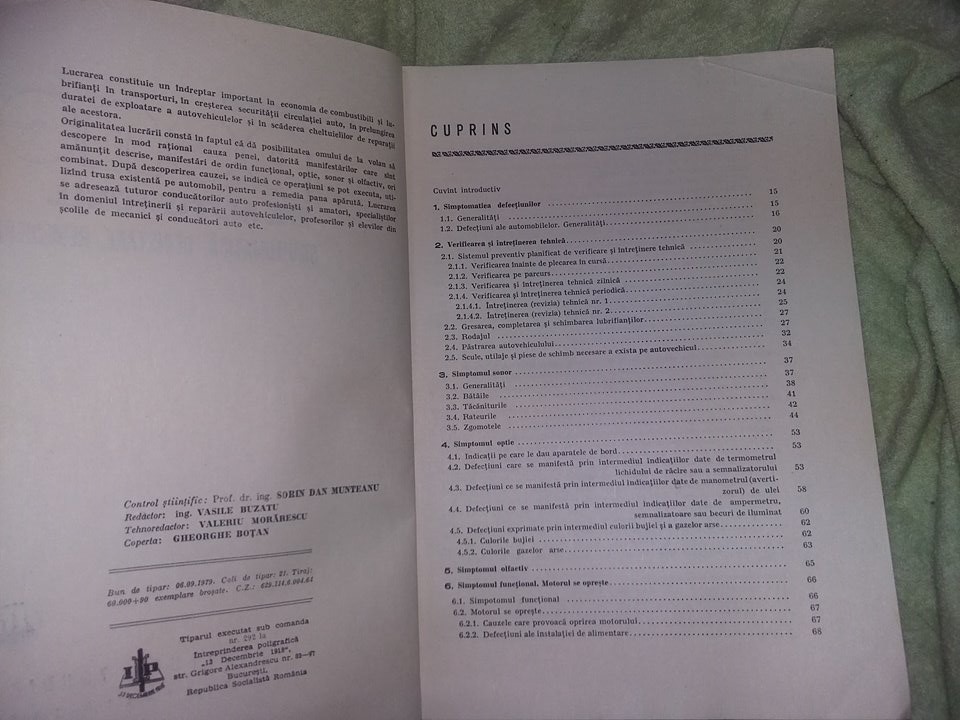 Lucrarea constituie un îndreptar important în economia de combustibili și lu-
brifianți în transporturi, în creșterea securității circulației auto, în prelungirea
duratei de exploatare a autovehiculelor și în scăderea cheltuielilor de reparații
ale acestora.
Originalitatea lucrării constă în faptul că dă posibilitatea omului de la volan să
descopere în mod rațional cauza penei, datorită manifestărilor care sînt
amănunțit descrise, manifestări de ordin funcțional, optic, sonor și olfactiv, ori
combinat. După descoperirea cauzei, se indică ce operațiuni se pot executa, uti-
lizînd trusa existentă pe automobil, pentru a remedia pana apărută. Lucrarea
se adresează tuturor conducătorilor auto profesioniști și amatori, specialiștilor
în domeniul întreținerii și reparării autovehiculelor, profesorilor și elevilor din
școlile de mecanici și conducători auto etc.
Control științific: Prof. dr. ing. SORIN DAN MUNTEANU
Redactor: ing. VASILE BUZATU
Tehnoredactor: VALERIU MORĂRESCU
Coperta: GHEORGHE BOȚAN
Bun de tipar: 06.09.1979. Coli de tipar: 21. Tiraj:
60.000+90 exemplare broșate. C.Z.: 629.114.6.004.64
Tiparul executat sub comanda
nr. 292 la
Întreprinderea poligrafică
„13 Decembrie 1918",
str. Grigore Alexandrescu nr. 89-97
București,
Republica Socialistă România
13 DECEMBRIE 1918
CUPRINS
Cuvînt introductiv
1. Simptomatica defecțiunilor 15
1.1. Generalități 15
1.2. Defecțiuni ale automobilelor. Generalități 16
2. Verificarea și întreținerea tehnică 20
2.1. Sistemul preventiv planificat de verificare și întreținere tehnică 20
2.1.1. Verificarea înainte de plecarea în cursă 21
2.1.2. Verificarea pe parcurs 22
2.1.3. Verificarea și întreținerea tehnică zilnică 22
2.1.4. Verificarea și întreținerea tehnică periodică 24
2.1.4.1. Întreținerea (revizia) tehnică nr. 1 24
2.1.4.2. Întreținerea (revizia) tehnică nr. 2 25
2.2. Gresarea, completarea și schimbarea lubrifianților 27
2.3. Rodajul 27
2.4. Păstrarea autovehiculului 32
2.5. Scule, utilaje și piese de schimb necesare a exista pe autovechicul 34
3. Simptomul sonor 37
3.1. Generalități 37
3.2. Bătăile 38
3.3. Tăcăniturile 41
3.4. Rateurile 42
3.5. Zgomotele 44
4. Simptomul optic 53
4.1. Indicații pe care le dau aparatele de bord 53
4.2. Defecțiuni care se manifestă prin intermediul indicațiilor date de termometrul
lichidului de răcire sau a semnalizatorului 53
4.3. Defecțiuni ce se manifestă prin intermediul indicațiilor date de manometrul (averti-
zorul) de ulei 58
4.4. Defecțiuni ce se manifestă prin intermediul indicațiilor date de ampermetru,
semnalizatoare sau becuri de iluminat 60
4.5. Defecțiuni exprimate prin intermediul culorii bujiei și a gazelor arse 62
4.5.1. Culorile bujiei 62
4.5.2. Culorile gazelor arse 63
5. Simptomul olfactiv 65
6. Simptomul funcțional. Motorul se oprește 66
6.1. Simpotomul funcțional 66
6.2. Motorul se oprește 67
6.2.1. Cauzele care provoacă oprirea motorului 67
6.2.2. Defecțiuni ale instalației de alimentare 68